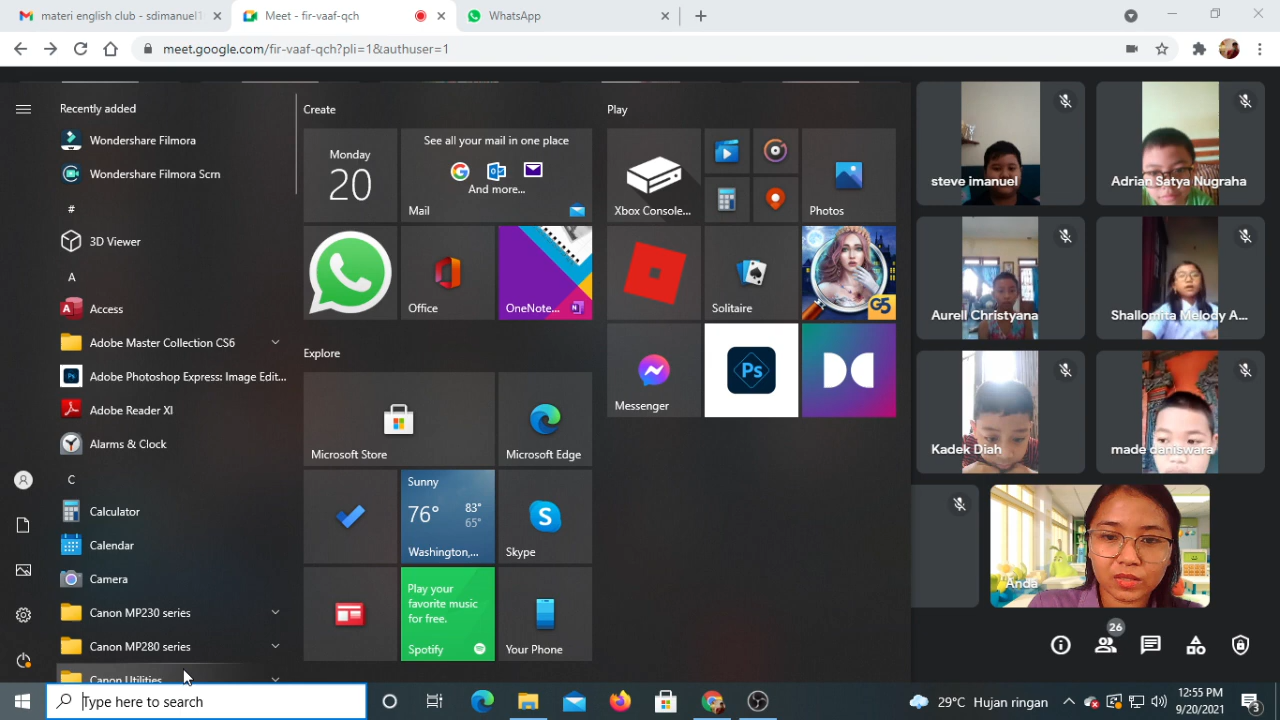 materi english club - sdimanuel1
Meet - fir-vaaf-qch
WhatsApp
meet.google.com/fir-vaaf-qch?pli=1&authuser=1
Recently added
Wondershare Filmora
Wondershare Filmora Scrn
#
3D Viewer
A
Access
Adobe Master Collection CS6
Adobe Photoshop Express: Image Edit...
Ps
Adobe Reader XI
Alarms & Clock
C
Calculator
Calendar
Camera
Canon MP230 series
Canon MP280 series
Canon Utilities
Create
Monday
20
See all your mail in one place
And more...
Mail
Office
OneNote...
Explore
Microsoft Store
Microsoft Edge
Sunny
76° 83°
65°
Washington,...
Skype
Play your
favorite music
for free.
Spotify
Your Phone
Play
Xbox Console...
Photos
Solitaire
G5
Messenger
Ps
steve imanuel
Adrian Satya Nugraha
Aurell Christyana
Shallomita Melody A...
Kadek Diah
made daniswara
Anda
26
Type here to search
29°C Hujan ringan
12:55 PM
9/20/2021
3